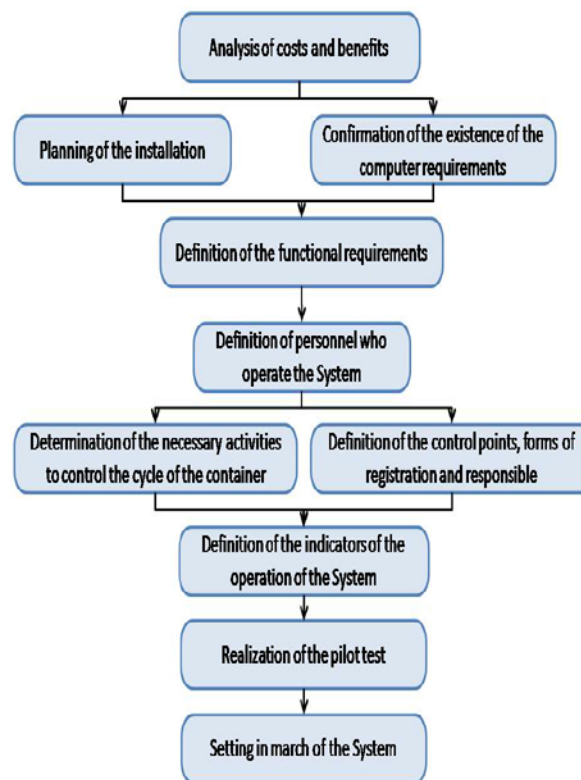 Analysis of costs and benefits
Planning of the installation
Confirmation of the existence of the
computer requirements
Definition of the functional requirements
Definition of personnel who
operate the System
Determination of the necessary activities
to control the cycle of the container
Definition of the control points, forms of
registration and responsible
Definition of the indicators of the
operation of the System
Realization of the pilot test
Setting in march of the System